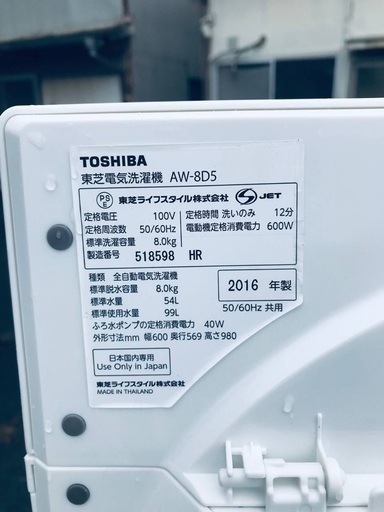 TOSHIBA
東芝電気洗濯機 AW-8D5
PS E 東芝ライフスタイル株式会社 S JET
定格電圧 100V 定格時間 洗いのみ 12分
定格周波数 50/60Hz 電動機定格消費電力 600W
標準洗濯容量 8.0kg
製造番号 518598 HR
種類 全自動電気洗濯機
標準脱水容量 8.0kg 2016 年製
標準水量 54L
標準使用水量 99L 50/60Hz 共用
ふろ水ポンプの定格消費電力 40W
外形寸法mm 幅600 奥行569 高さ980
日本国内専用
Use Only in Japan
東芝ライフスタイル株式会社
MADE IN THAILAND